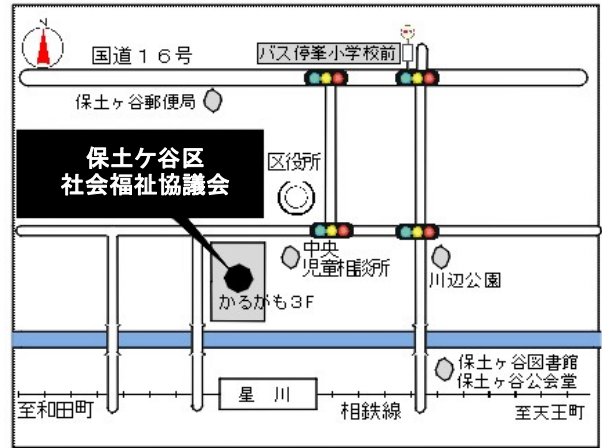 N
国道16号
バス停峯小学校前
保土ヶ谷郵便局
保土ケ谷区
社会福祉協議会
区役所
中央
児童相談所
川辺公園
かるがも3F
保土ヶ谷図書館
保土ヶ谷公会堂
星川
至和田町
相鉄線
至天王町